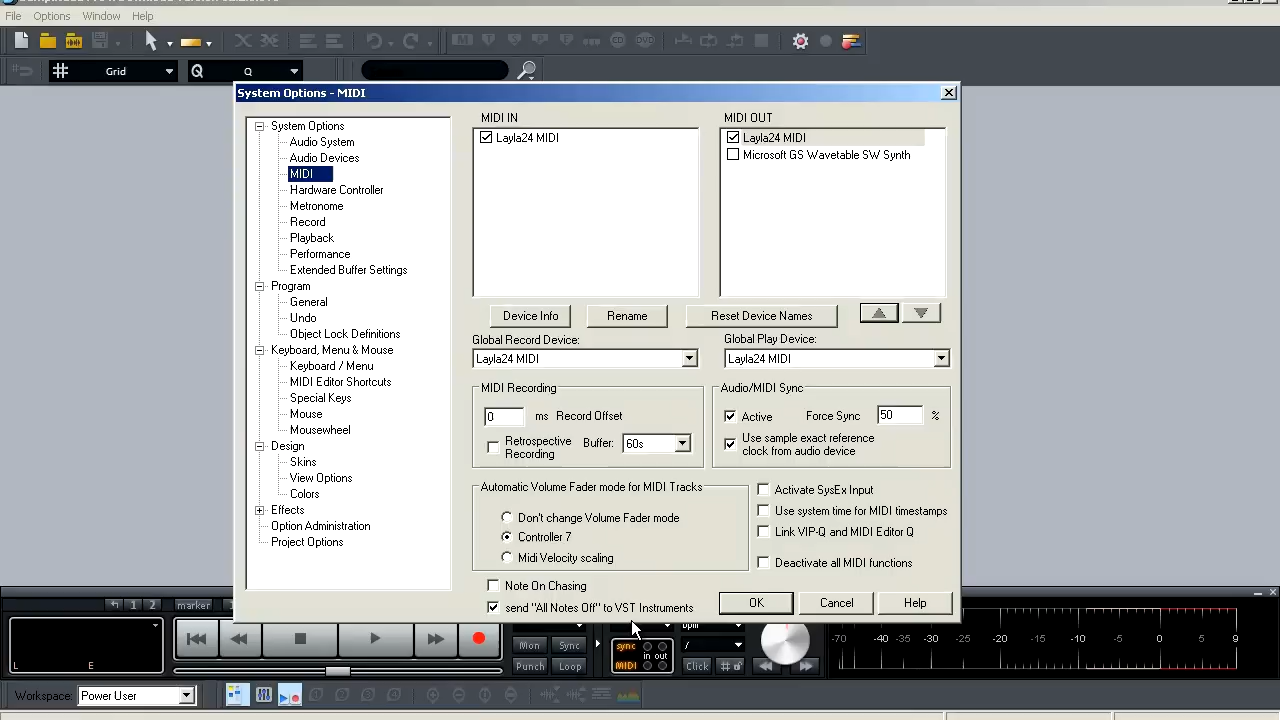 File Options Window Help
Grid
Q Q
System Options - MIDI
System Options
Audio System
Audio Devices
MIDI
Hardware Controller
Metronome
Record
Playback
Performance
Extended Buffer Settings
Program
General
Undo
Object Lock Definitions
Keyboard, Menu & Mouse
Keyboard / Menu
MIDI Editor Shortcuts
Special Keys
Mouse
Mousewheel
Design
Skins
View Options
Colors
Effects
Option Administration
Project Options
MIDI IN
Layla24 MIDI
MIDI OUT
Layla24 MIDI
Microsoft GS Wavetable SW Synth
Device Info Rename Reset Device Names
Global Record Device:
Layla24 MIDI
Global Play Device:
Layla24 MIDI
MIDI Recording
0 ms Record Offset
Retrospective Recording Buffer: 60s
Audio/MIDI Sync
Active Force Sync 50 %
Use sample exact reference
clock from audio device
Automatic Volume Fader mode for MIDI Tracks
Don't change Volume Fader mode
Controller 7
Midi Velocity scaling
Activate SysEx Input
Use system time for MIDI timestamps
Link VIP-Q and MIDI Editor Q
Deactivate all MIDI functions
Note On Chasing
send "All Notes Off" to VST Instruments
OK Cancel Help
1 2 marker 1
L E
Mon Sync
Punch Loop
sync
in out
MIDI
bpm
/
Click
-70 -40 -35 -30 -25 -20 -15 -10 -5 0 5 9
Workspace: Power User